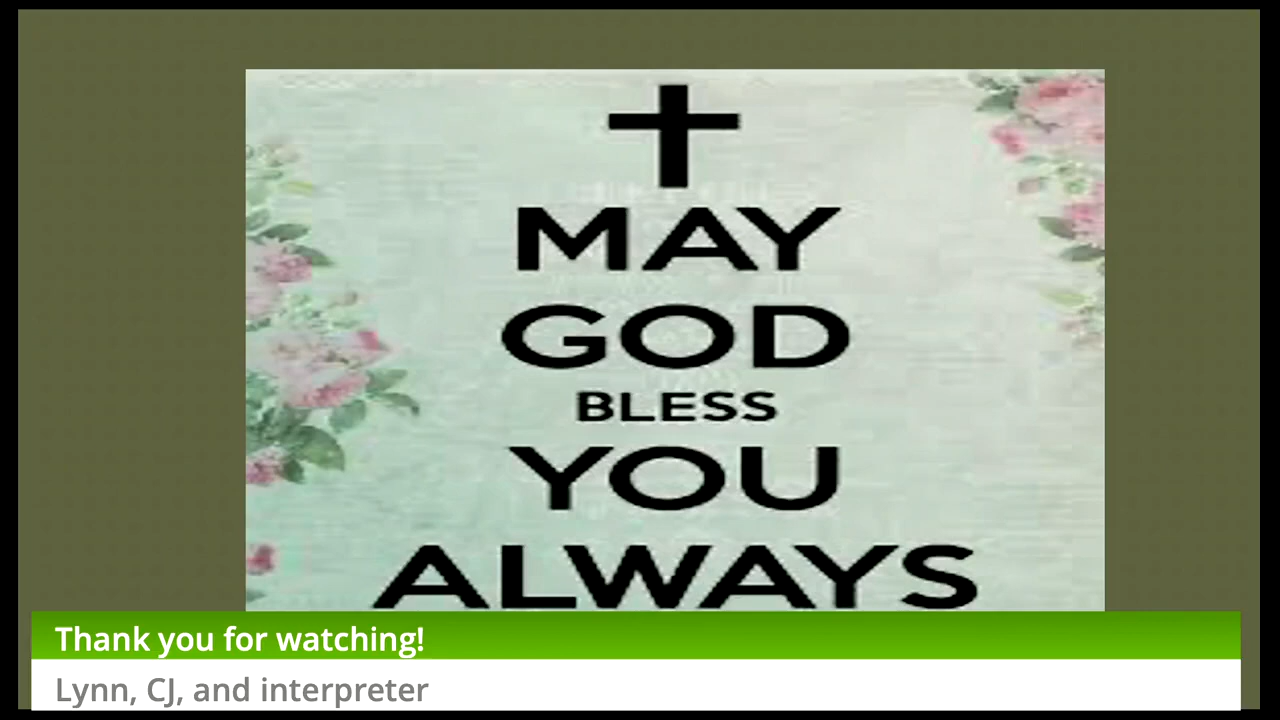 MAY
GOD
BLESS
YOU
ALWAYS
Thank you for watching!
Lynn, CJ, and interpreter